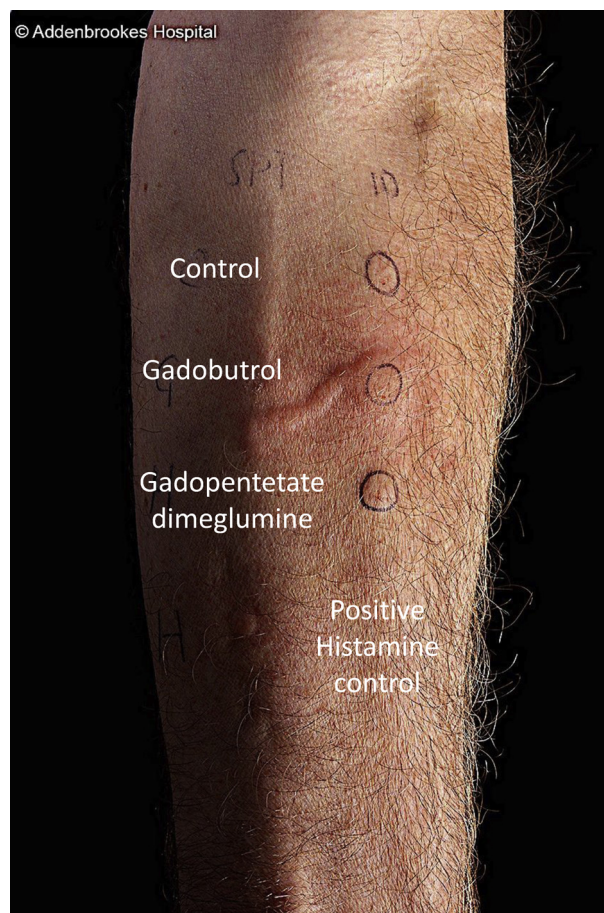 © Addenbrookes Hospital
SPT 10
Control
Gadobutrol
G
Gadopentetate
dimeglumine
Positive
Histamine
control
H